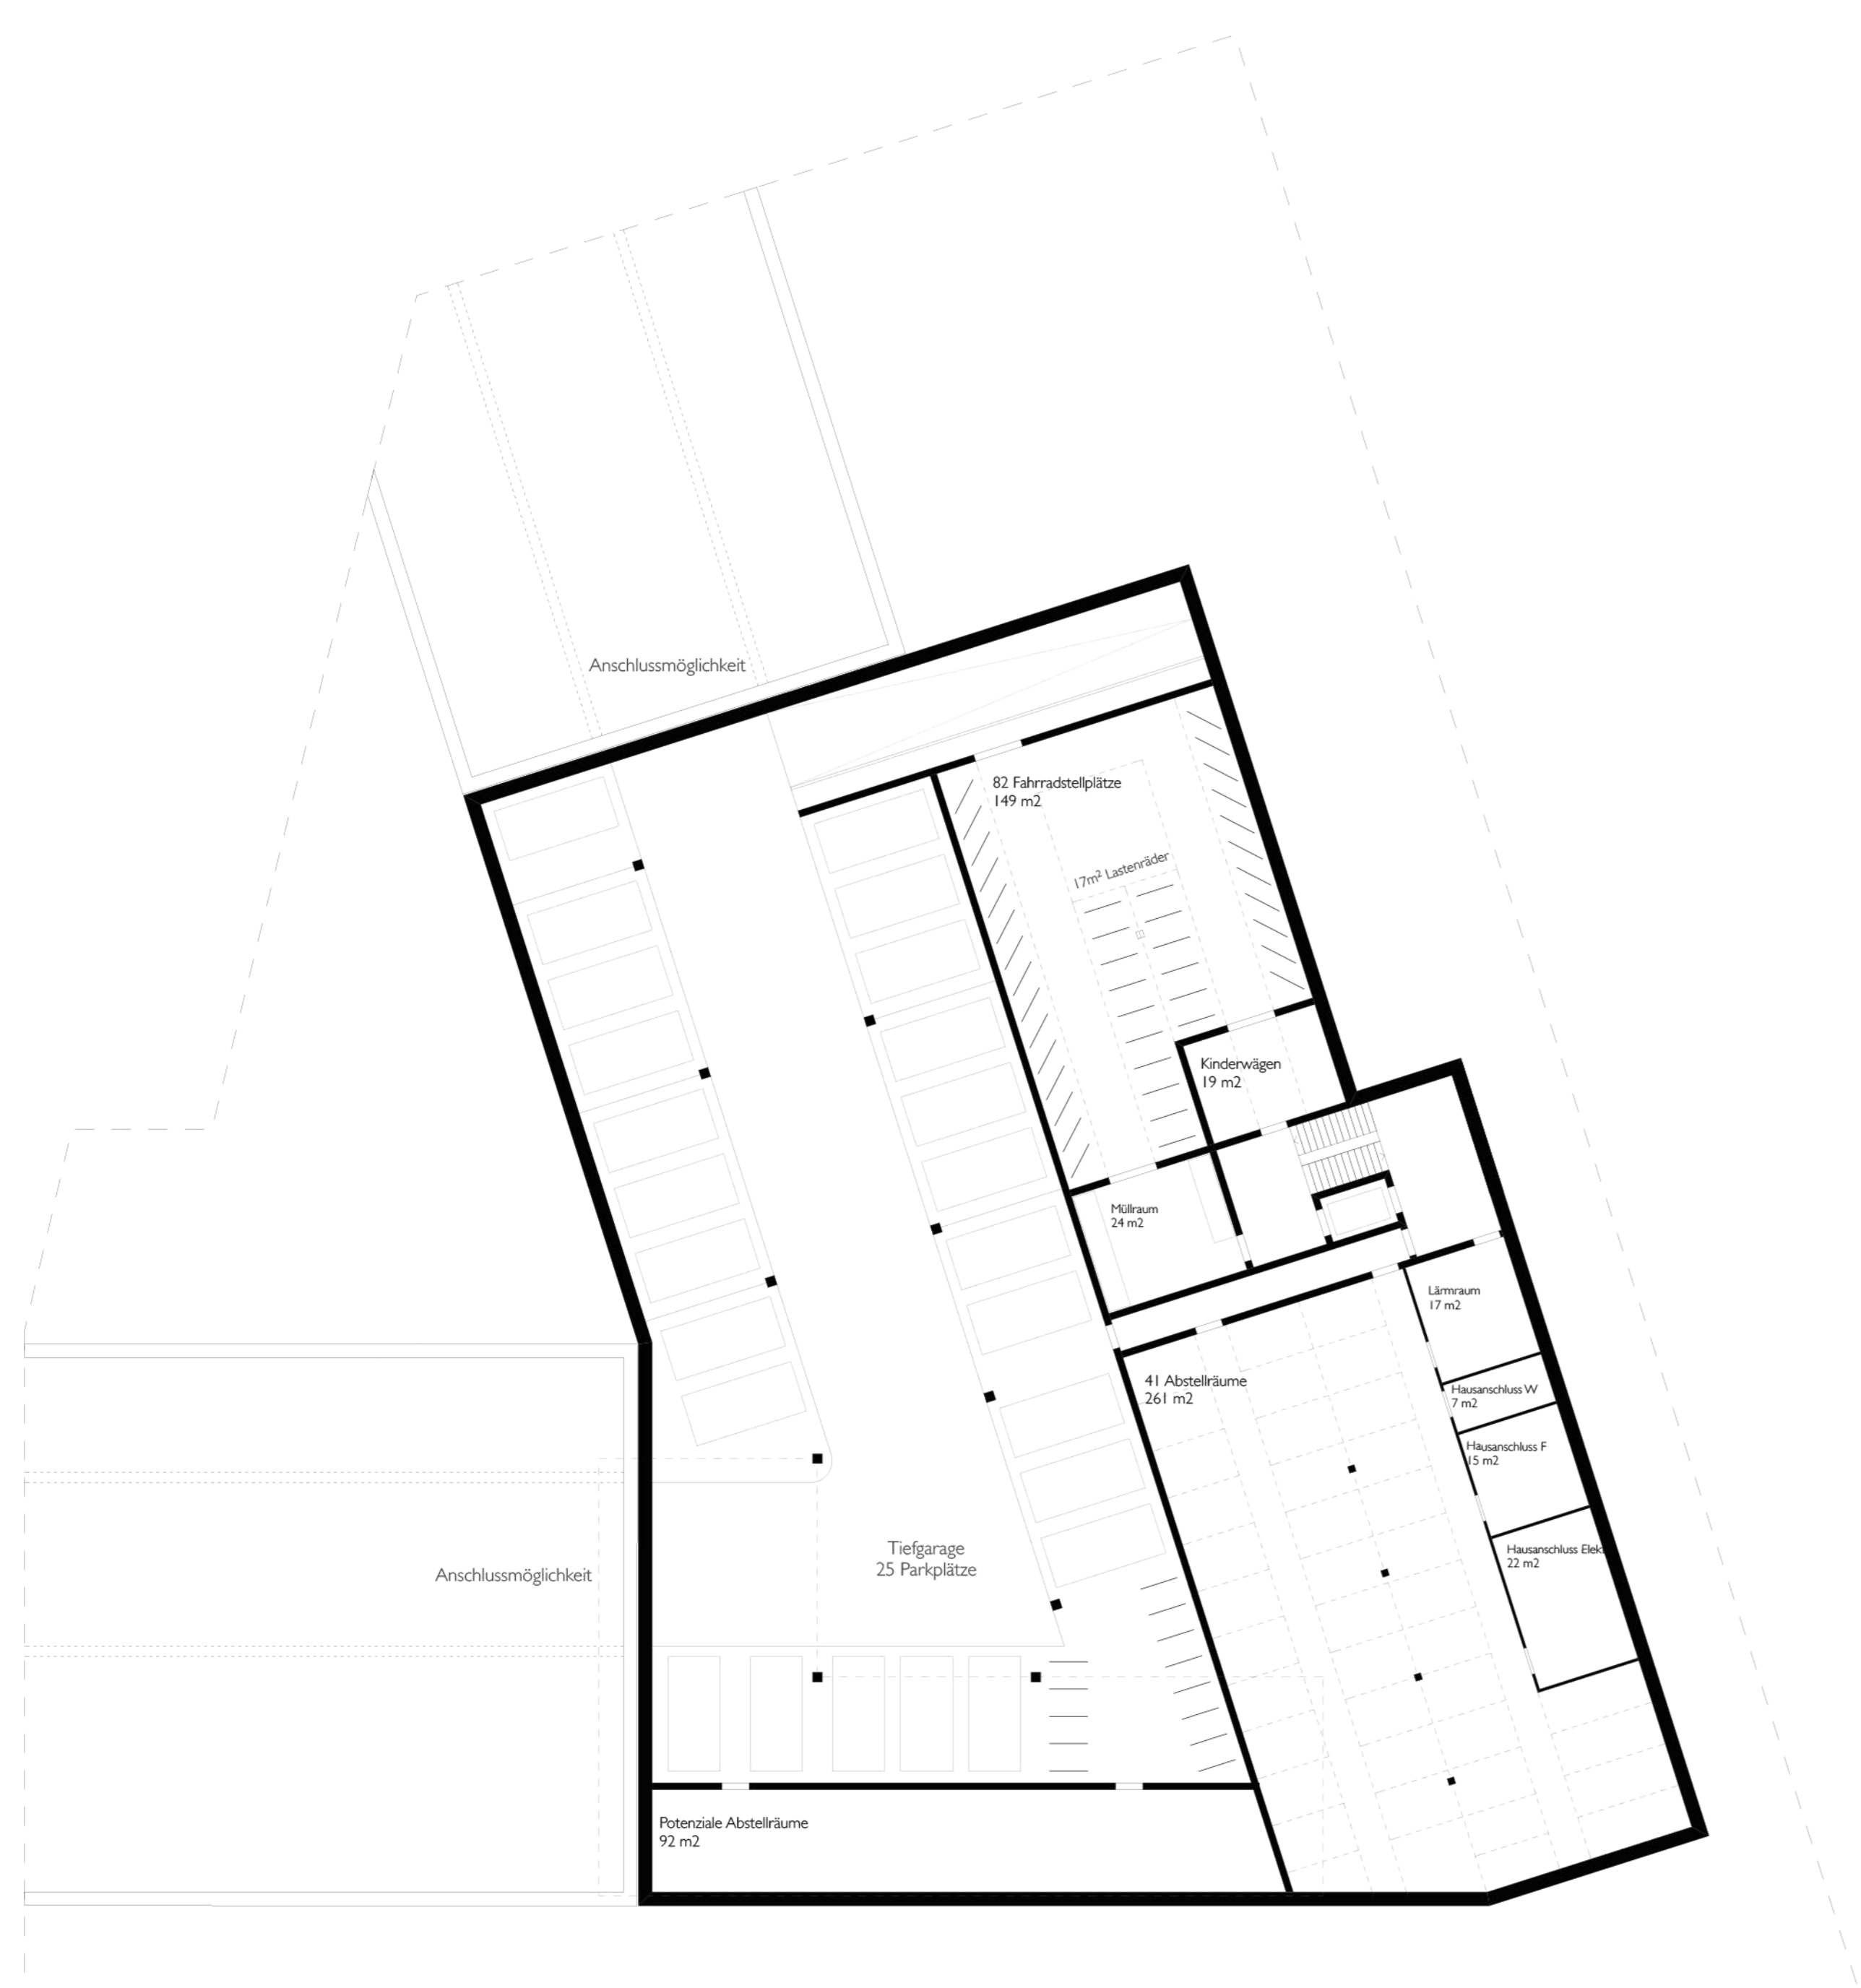 Anschlussmöglichkeit
82 Fahrradstellplätze
149 m2
17m² Lastenräder
Kinderwägen
19 m2
Müllraum
24 m2
Lärmraum
17 m2
41 Abstellräume
261 m2
Hausanschluss W
7 m2
Hausanschluss F
15 m2
Hausanschluss Elek
22 m2
Tiefgarage
25 Parkplätze
Anschlussmöglichkeit
Potenziale Abstellräume
92 m2